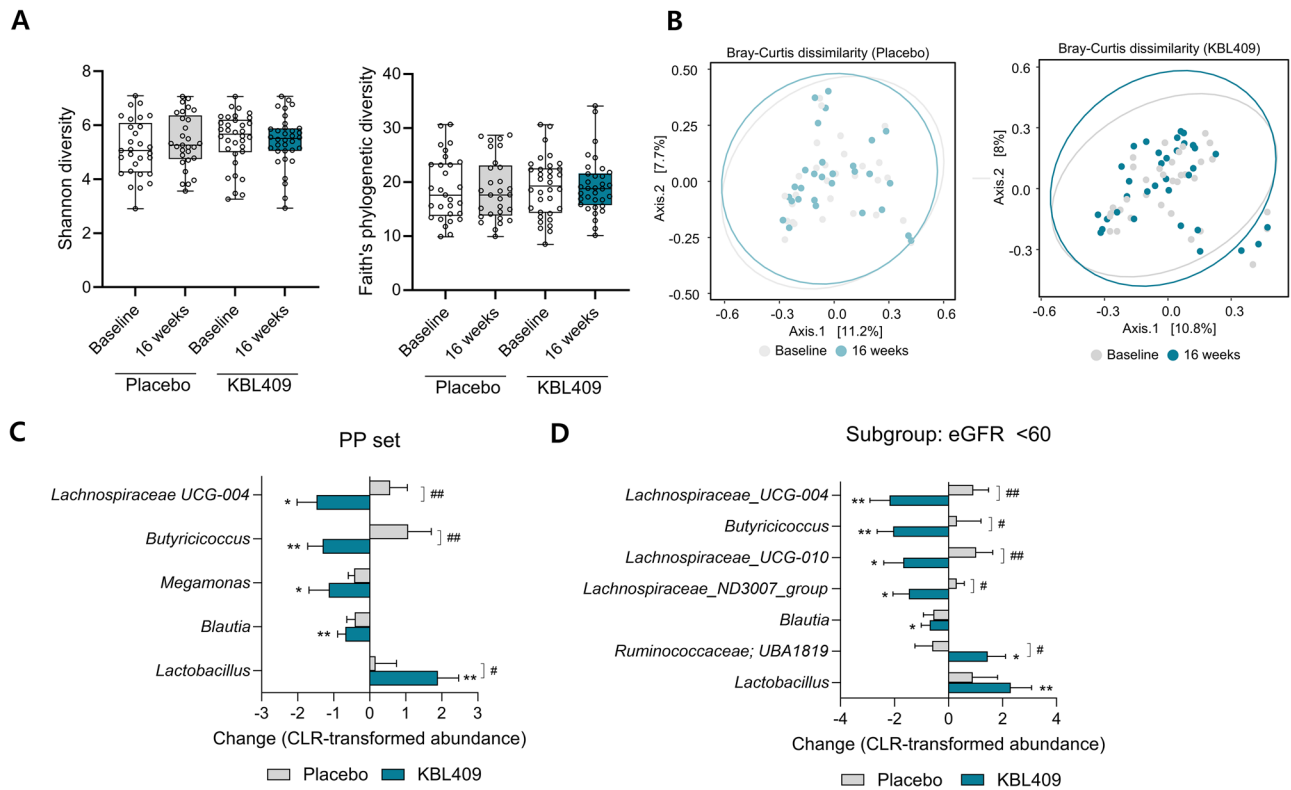 A
Shannon diversity
8
6
4
2
0
Baseline
16 weeks
Baseline
16 weeks
Placebo
KBL409
Faith's phylogenetic diversity
40
30
20
10
0
Baseline
16 weeks
Baseline
16 weeks
Placebo
KBL409
B
Bray-Curtis dissimilarity (Placebo)
Axis.2 [7.7%]
0.50
0.25
0.00
-0.25
-0.50
-0.6 -0.3 0.0 0.3 0.6
Axis.1 [11.2%]
Baseline 16 weeks
Bray-Curtis dissimilarity (KBL409)
Axis.2 [8%]
0.6
0.3
0.0
-0.3
-0.6 -0.3 0.0 0.3
Axis.1 [10.8%]
Baseline 16 weeks
C
PP set
Lachnospiraceae UCG-004 * ##
Butyricicoccus ** ##
Megamonas *
Blautia **
Lactobacillus ** #
-3 -2 -1 0 1 2 3
Change (CLR-transformed abundance)
Placebo KBL409
D
Subgroup: eGFR <60
Lachnospiraceae_UCG-004 ** ##
Butyricicoccus ** #
Lachnospiraceae_UCG-010 * ##
Lachnospiraceae_ND3007_group * #
Blautia *
Ruminococcaceae; UBA1819 * #
Lactobacillus **
-4 -2 0 2 4
Change (CLR-transformed abundance)
Placebo KBL409